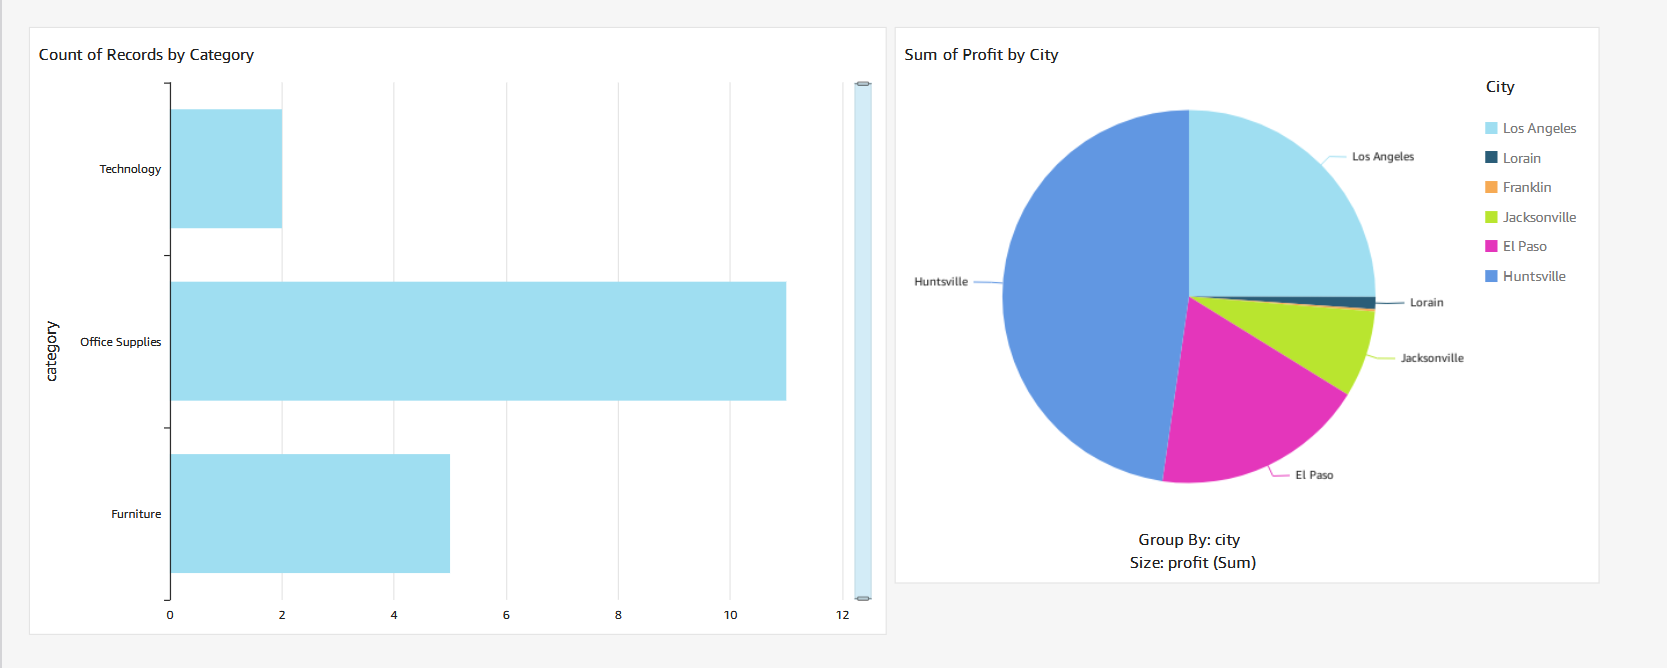 Count of Records by Category
category
Technology
Office Supplies
Furniture
0 2 4 6 8 10 12
Sum of Profit by City
City
Los Angeles
Lorain
Franklin
Jacksonville
El Paso
Huntsville
Los Angeles
Huntsville
Lorain
Jacksonville
El Paso
Group By: city
Size: profit (Sum)